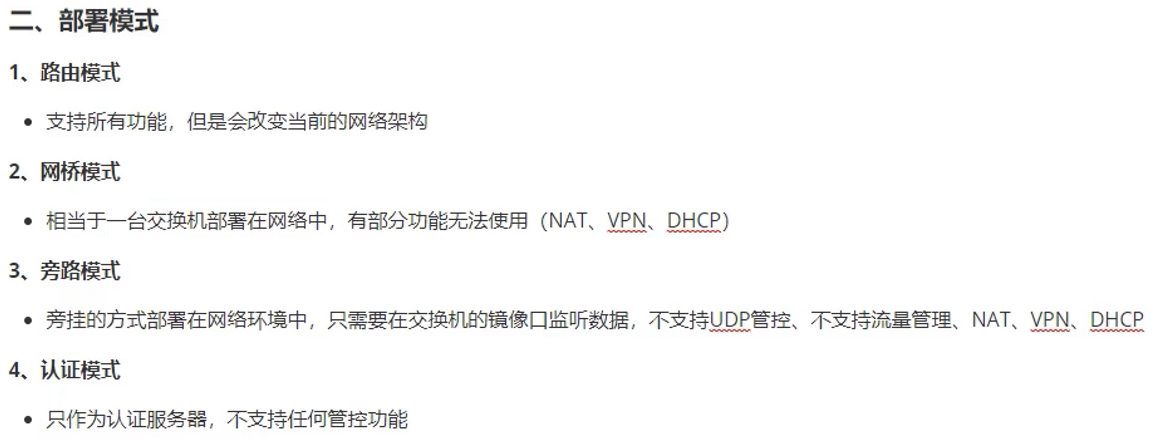 二、部署模式
1、路由模式
• 支持所有功能，但是会改变当前的网络架构
2、网桥模式
• 相当于一台交换机部署在网络中，有部分功能无法使用（NAT、VPN、DHCP）
3、旁路模式
• 旁挂的方式部署在网络环境中，只需要在交换机的镜像口监听数据，不支持UDP管控、不支持流量管理、NAT、VPN、DHCP
4、认证模式
• 只作为认证服务器，不支持任何管控功能